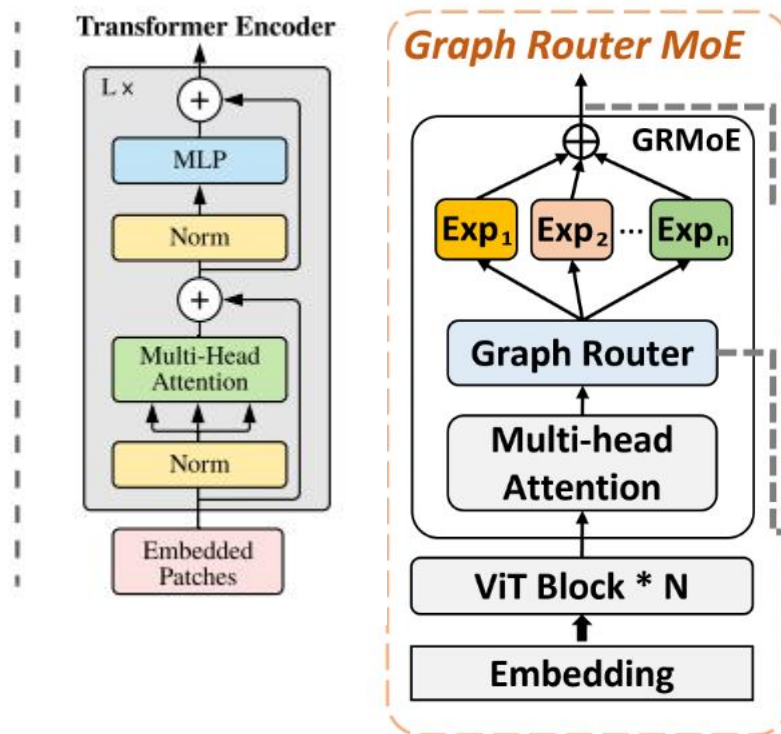 Transformer Encoder
L ×
+
MLP
Norm
+
Multi-Head
Attention
Norm
Embedded
Patches
Graph Router MoE
GRMoE
Exp1 Exp2 ... Expn
Graph Router
Multi-head
Attention
ViT Block * N
Embedding